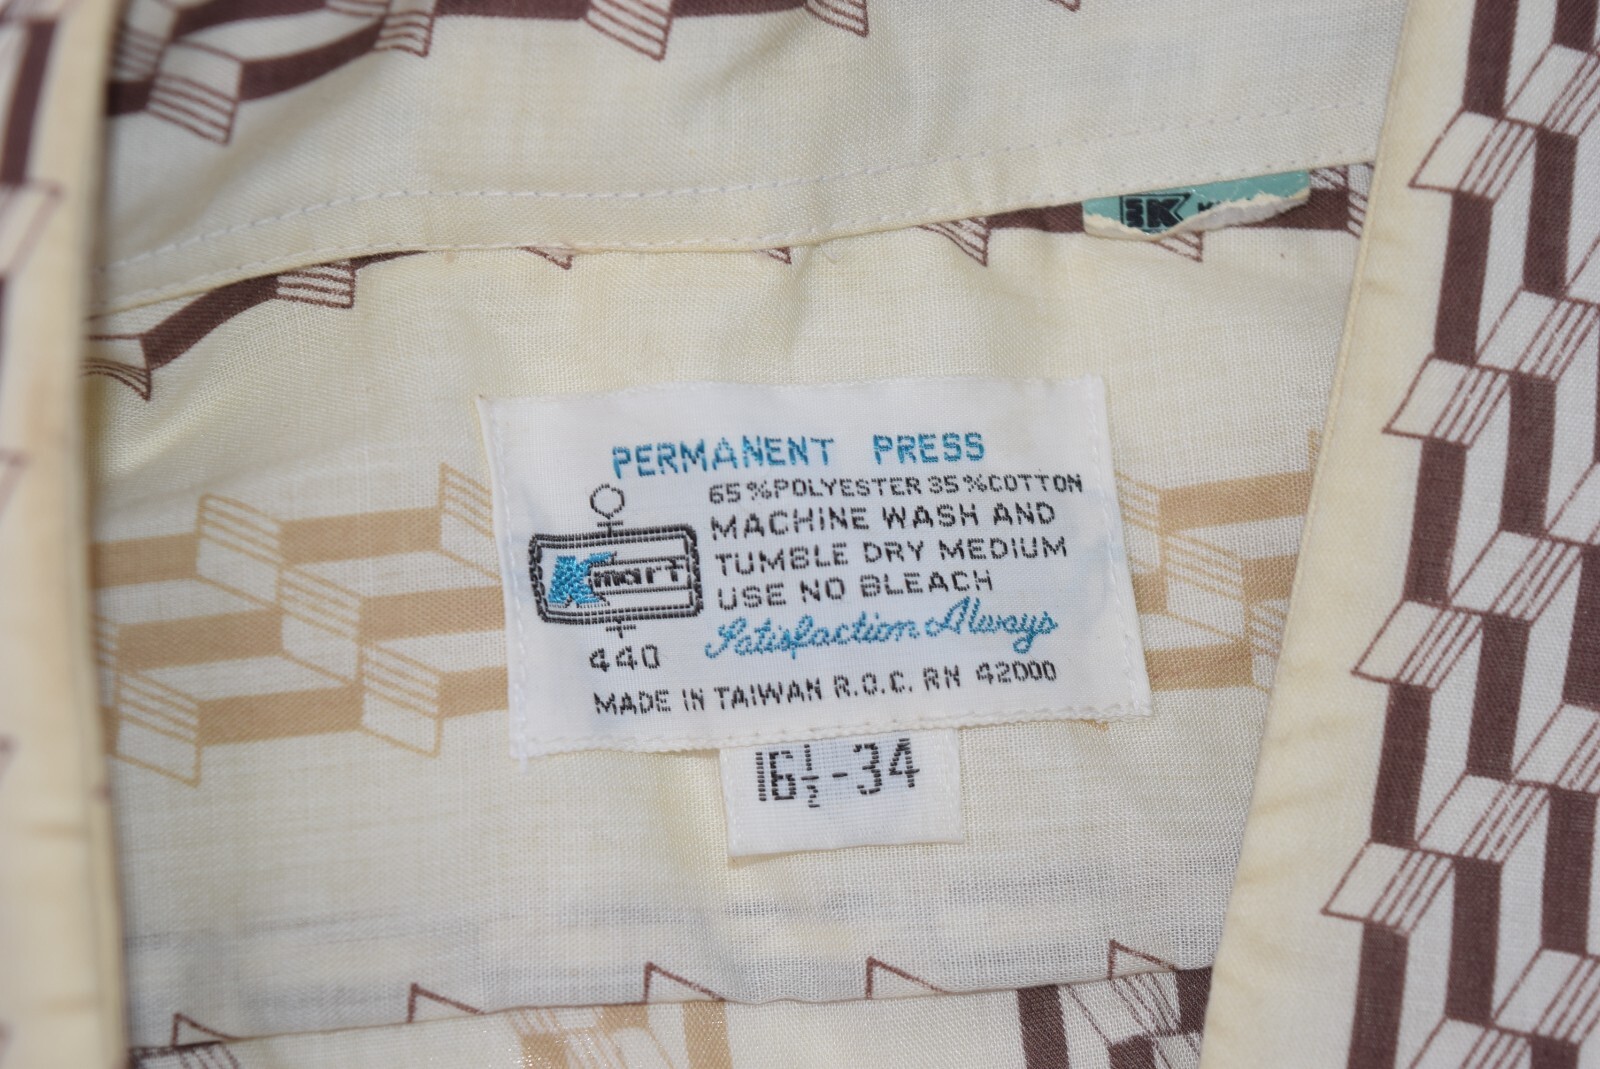 K
PERMANENT PRESS
65%POLYESTER 35%COTTON
MACHINE WASH AND
TUMBLE DRY MEDIUM
USE NO BLEACH
Kmart
Satisfaction Always
440
MADE IN TAIWAN R.O.C. RN 42000
16½-34